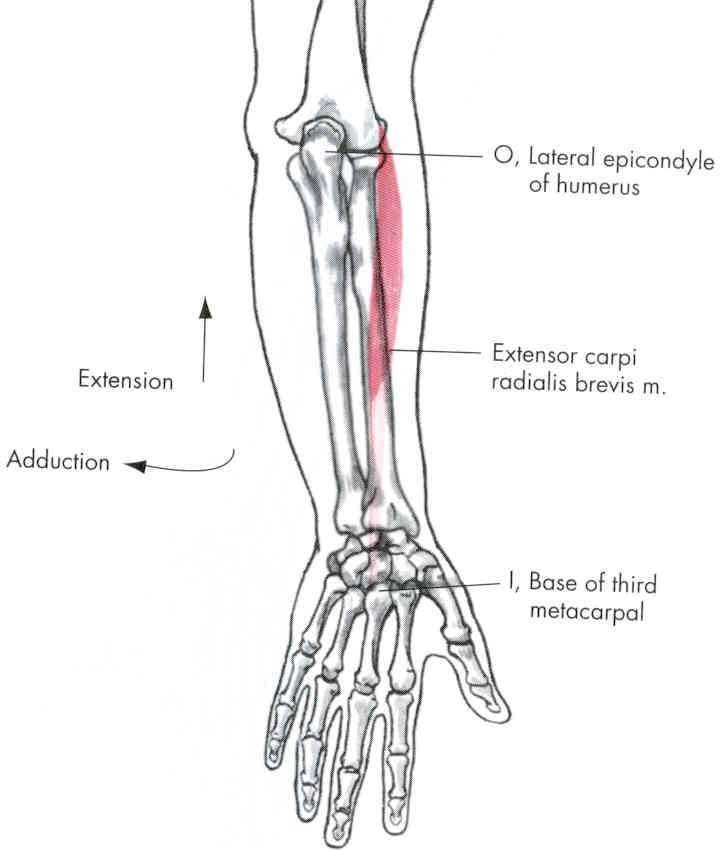 O, Lateral epicondyle
of humerus
Extensor carpi
radialis brevis m.
Extension
Adduction
I, Base of third
metacarpal